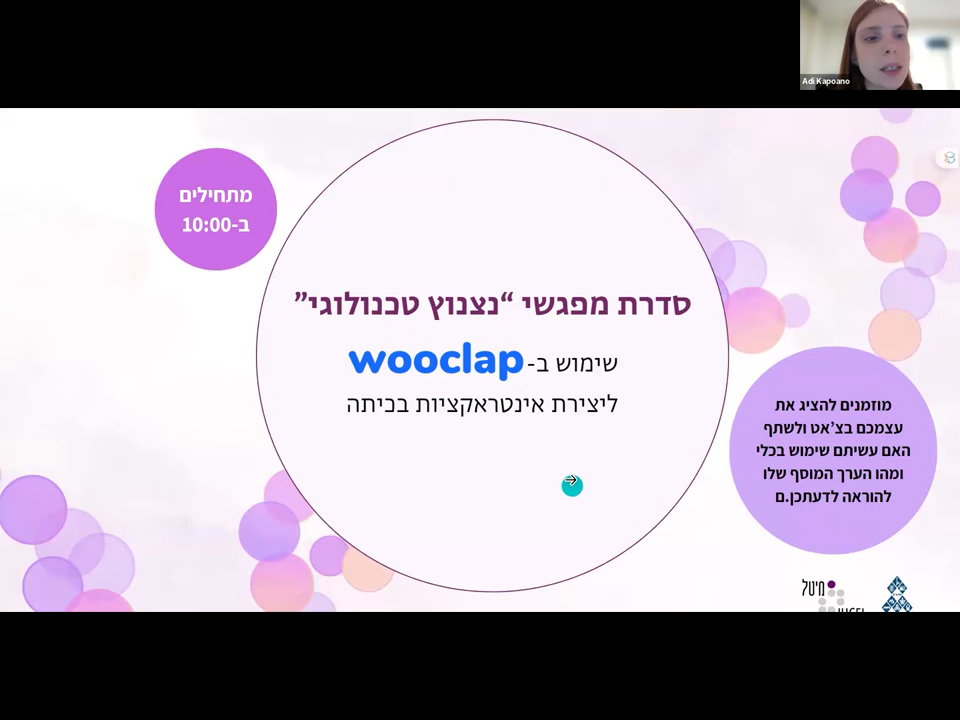 Adi Kapoano
מתחילים
ב-10:00
סדרת מפגשי “נצנוץ טכנולוגי”
שימוש ב-wooclap
ליצירת אינטראקציות בכיתה
מוזמנים להציג את
עצמכם בצ’אט ולשתף
האם עשיתם שימוש בכלי
ומהו הערך המוסף שלו
להוראה לדעתכן.ם
מיטל